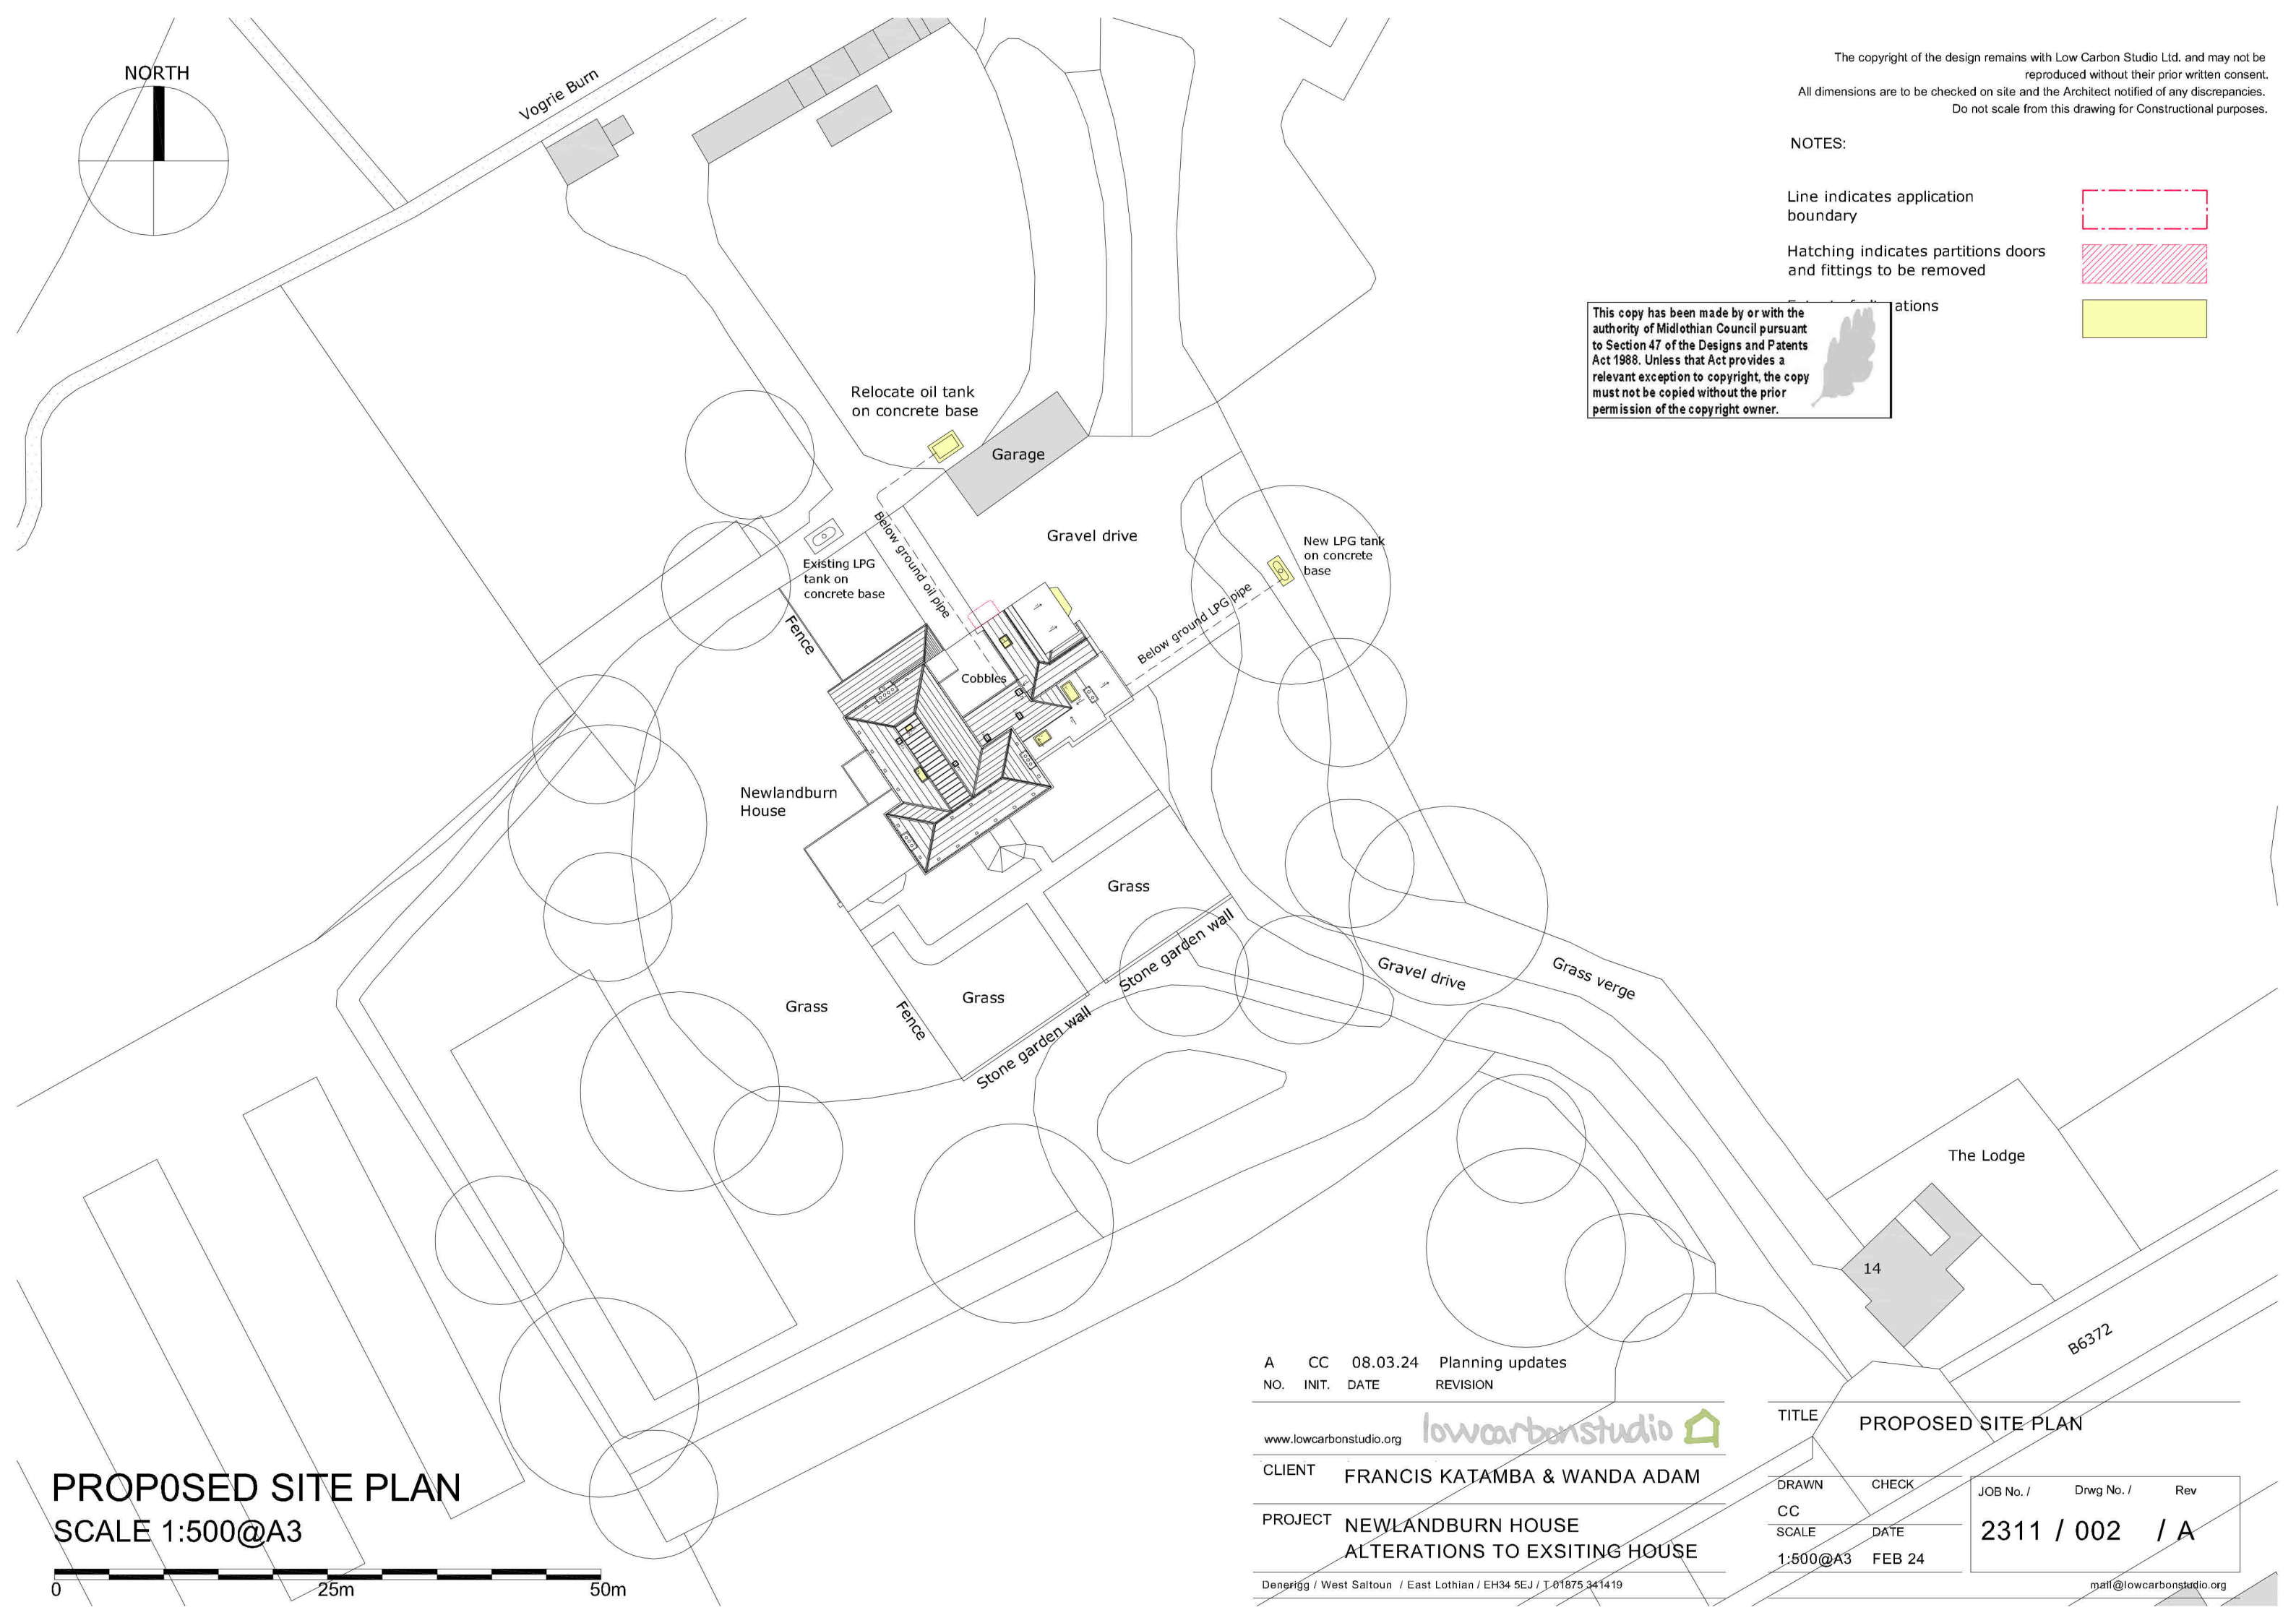 The copyright of the design remains with Low Carbon Studio Ltd. and may not be
reproduced without their prior written consent.
All dimensions are to be checked on site and the Architect notified of any discrepancies.
Do not scale from this drawing for Constructional purposes.
NOTES:
Line indicates application
boundary
Hatching indicates partitions doors
and fittings to be removed
ations
This copy has been made by or with the
authority of Midlothian Council pursuant
to Section 47 of the Designs and Patents
Act 1988. Unless that Act provides a
relevant exception to copyright, the copy
must not be copied without the prior
permission of the copyright owner.
NORTH
Vogrie Burn
Relocate oil tank
on concrete base
Garage
Gravel drive
Below ground oil pipe
Existing LPG
tank on
concrete base
New LPG tank
on concrete
base
Below ground LPG pipe
Fence
Cobbles
Newlandburn
House
Grass
Stone garden wall
Gravel drive
Grass verge
Grass
Grass
Fence
Stone garden wall
The Lodge
14
B6372
PROP0SED SITE PLAN
SCALE 1:500@A3
0 25m 50m
A CC 08.03.24 Planning updates
NO. INIT. DATE REVISION
www.lowcarbonstudio.org lowcarbonstudio
CLIENT FRANCIS KATAMBA & WANDA ADAM
PROJECT NEWLANDBURN HOUSE
ALTERATIONS TO EXSITING HOUSE
Denerigg / West Saltoun / East Lothian / EH34 5EJ / T 01875 341419
TITLE PROPOSED SITE PLAN
DRAWN CHECK
CC
SCALE DATE
1:500@A3 FEB 24
JOB No. / Drwg No. / Rev
2311 / 002 / A
mail@lowcarbonstudio.org